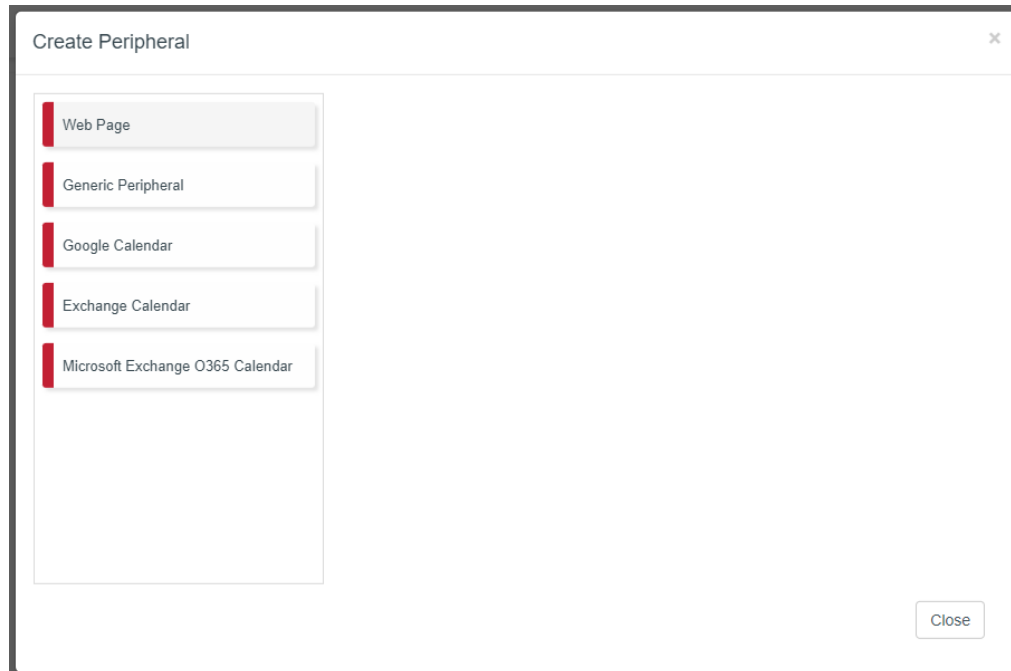 Create Peripheral
×
Web Page
Generic Peripheral
Google Calendar
Exchange Calendar
Microsoft Exchange O365 Calendar
Close